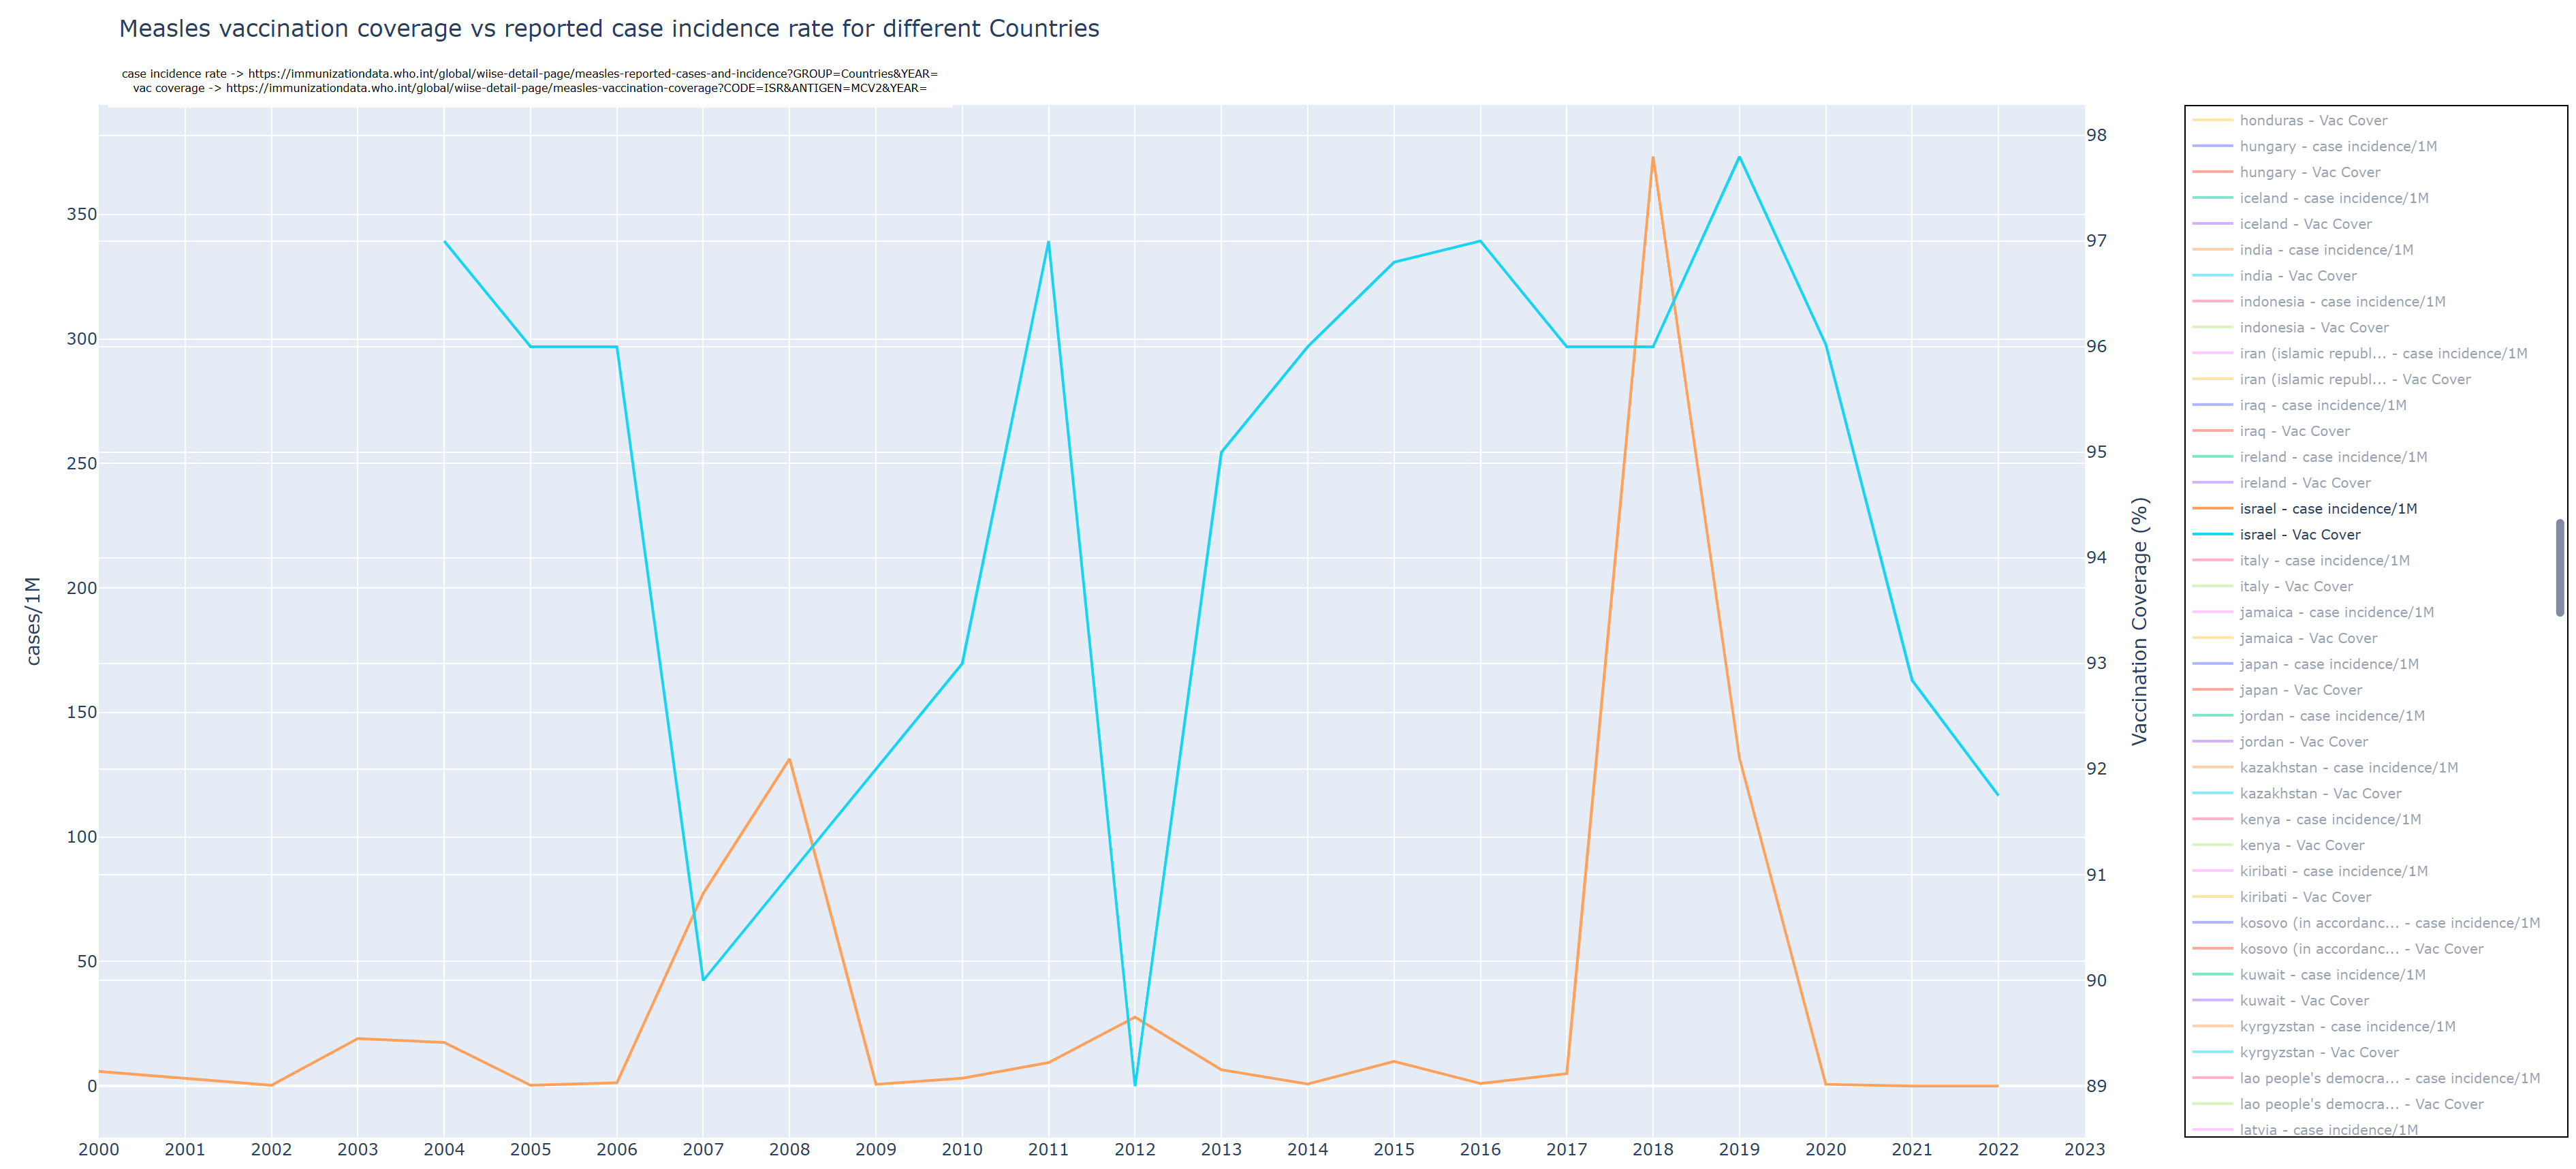 Measles vaccination coverage vs reported case incidence rate for different Countries
case incidence rate -> https://immunizationdata.who.int/global/wiise-detail-page/measles-reported-cases-and-incidence?GROUP=Countries&YEAR=
vac coverage -> https://immunizationdata.who.int/global/wiise-detail-page/measles-vaccination-coverage?CODE=ISR&ANTIGEN=MCV2&YEAR=
cases/1M
350
300
250
200
150
100
50
0
2000 2001 2002 2003 2004 2005 2006 2007 2008 2009 2010 2011 2012 2013 2014 2015 2016 2017 2018 2019 2020 2021 2022 2023
98
97
96
95
94
93
92
91
90
89
Vaccination Coverage (%)
honduras - Vac Cover
hungary - case incidence/1M
hungary - Vac Cover
iceland - case incidence/1M
iceland - Vac Cover
india - case incidence/1M
india - Vac Cover
indonesia - case incidence/1M
indonesia - Vac Cover
iran (islamic republ... - case incidence/1M
iran (islamic republ... - Vac Cover
iraq - case incidence/1M
iraq - Vac Cover
ireland - case incidence/1M
ireland - Vac Cover
israel - case incidence/1M
israel - Vac Cover
italy - case incidence/1M
italy - Vac Cover
jamaica - case incidence/1M
jamaica - Vac Cover
japan - case incidence/1M
japan - Vac Cover
jordan - case incidence/1M
jordan - Vac Cover
kazakhstan - case incidence/1M
kazakhstan - Vac Cover
kenya - case incidence/1M
kenya - Vac Cover
kiribati - case incidence/1M
kiribati - Vac Cover
kosovo (in accordanc... - case incidence/1M
kosovo (in accordanc... - Vac Cover
kuwait - case incidence/1M
kuwait - Vac Cover
kyrgyzstan - case incidence/1M
kyrgyzstan - Vac Cover
lao people's democra... - case incidence/1M
lao people's democra... - Vac Cover
latvia - case incidence/1M